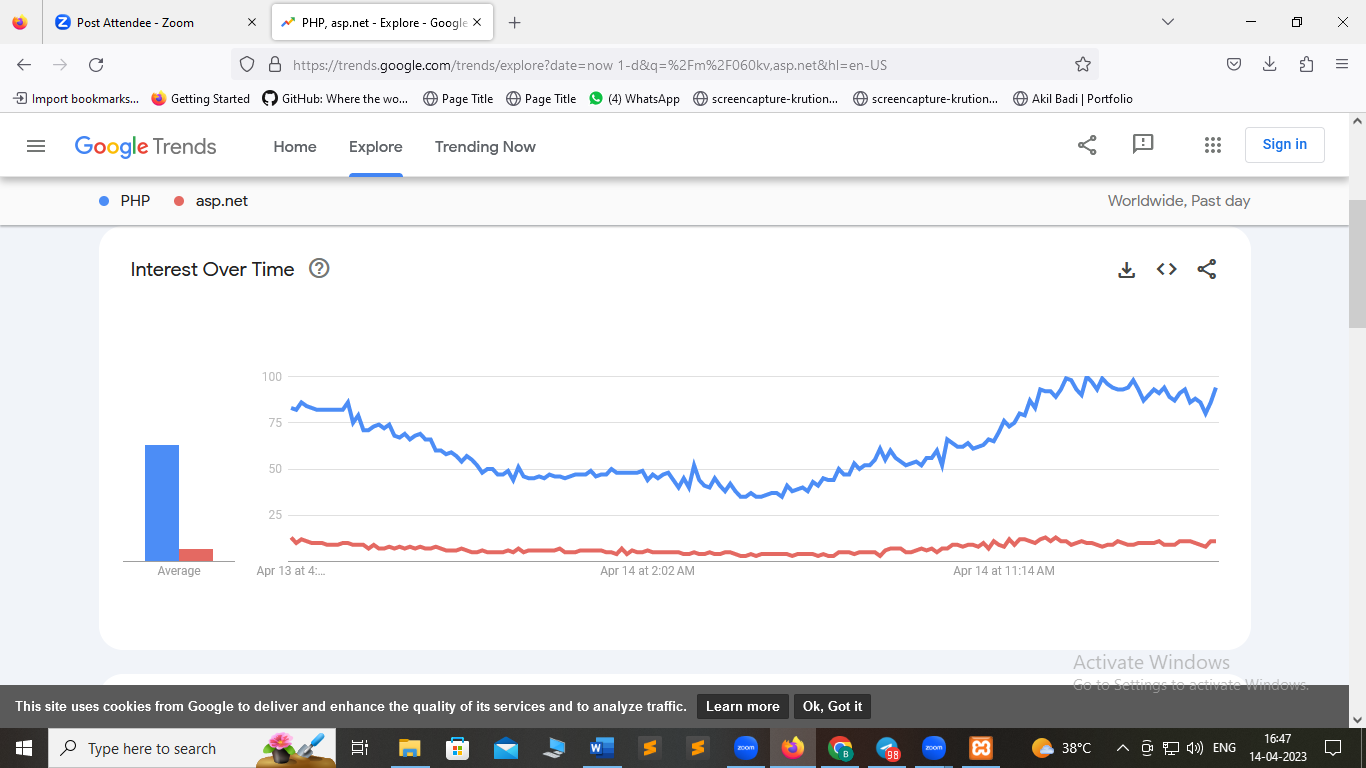 Post Attendee - Zoom
PHP, asp.net - Explore - Google
https://trends.google.com/trends/explore?date=now 1-d&q=%2Fm%2F060kv,asp.net&hl=en-US
Import bookmarks...
Getting Started
GitHub: Where the wo...
Page Title
Page Title
(4) WhatsApp
screencapture-krution...
screencapture-krution...
Akil Badi | Portfolio
Google Trends
Home
Explore
Trending Now
Sign in
PHP
asp.net
Worldwide, Past day
Interest Over Time
100
75
50
25
Average
Apr 13 at 4:...
Apr 14 at 2:02 AM
Apr 14 at 11:14 AM
Activate Windows
Go to Settings to activate Windows.
This site uses cookies from Google to deliver and enhance the quality of its services and to analyze traffic.
Learn more
Ok, Got it
Type here to search
zoom
B
98
zoom
38°C
ENG
16:47
14-04-2023